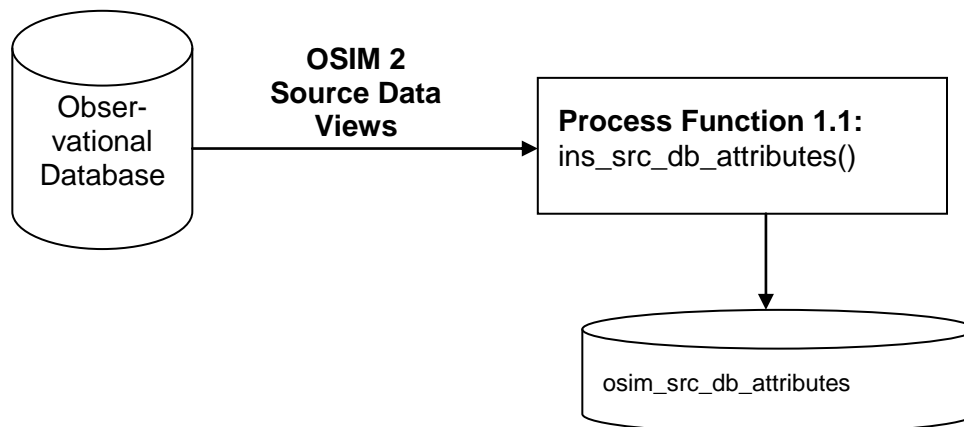 Obser-
vational
Database
OSIM 2
Source Data
Views
Process Function 1.1:
ins_src_db_attributes()
osim_src_db_attributes